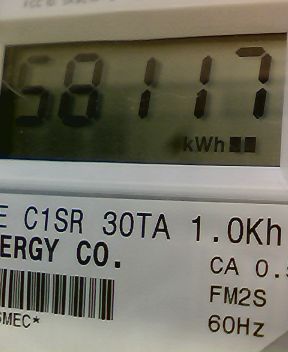 58117
kWh
E C1SR 30TA 1.0Kh
ERGY CO.
CA 0.
FM2S
60Hz
SMEC*